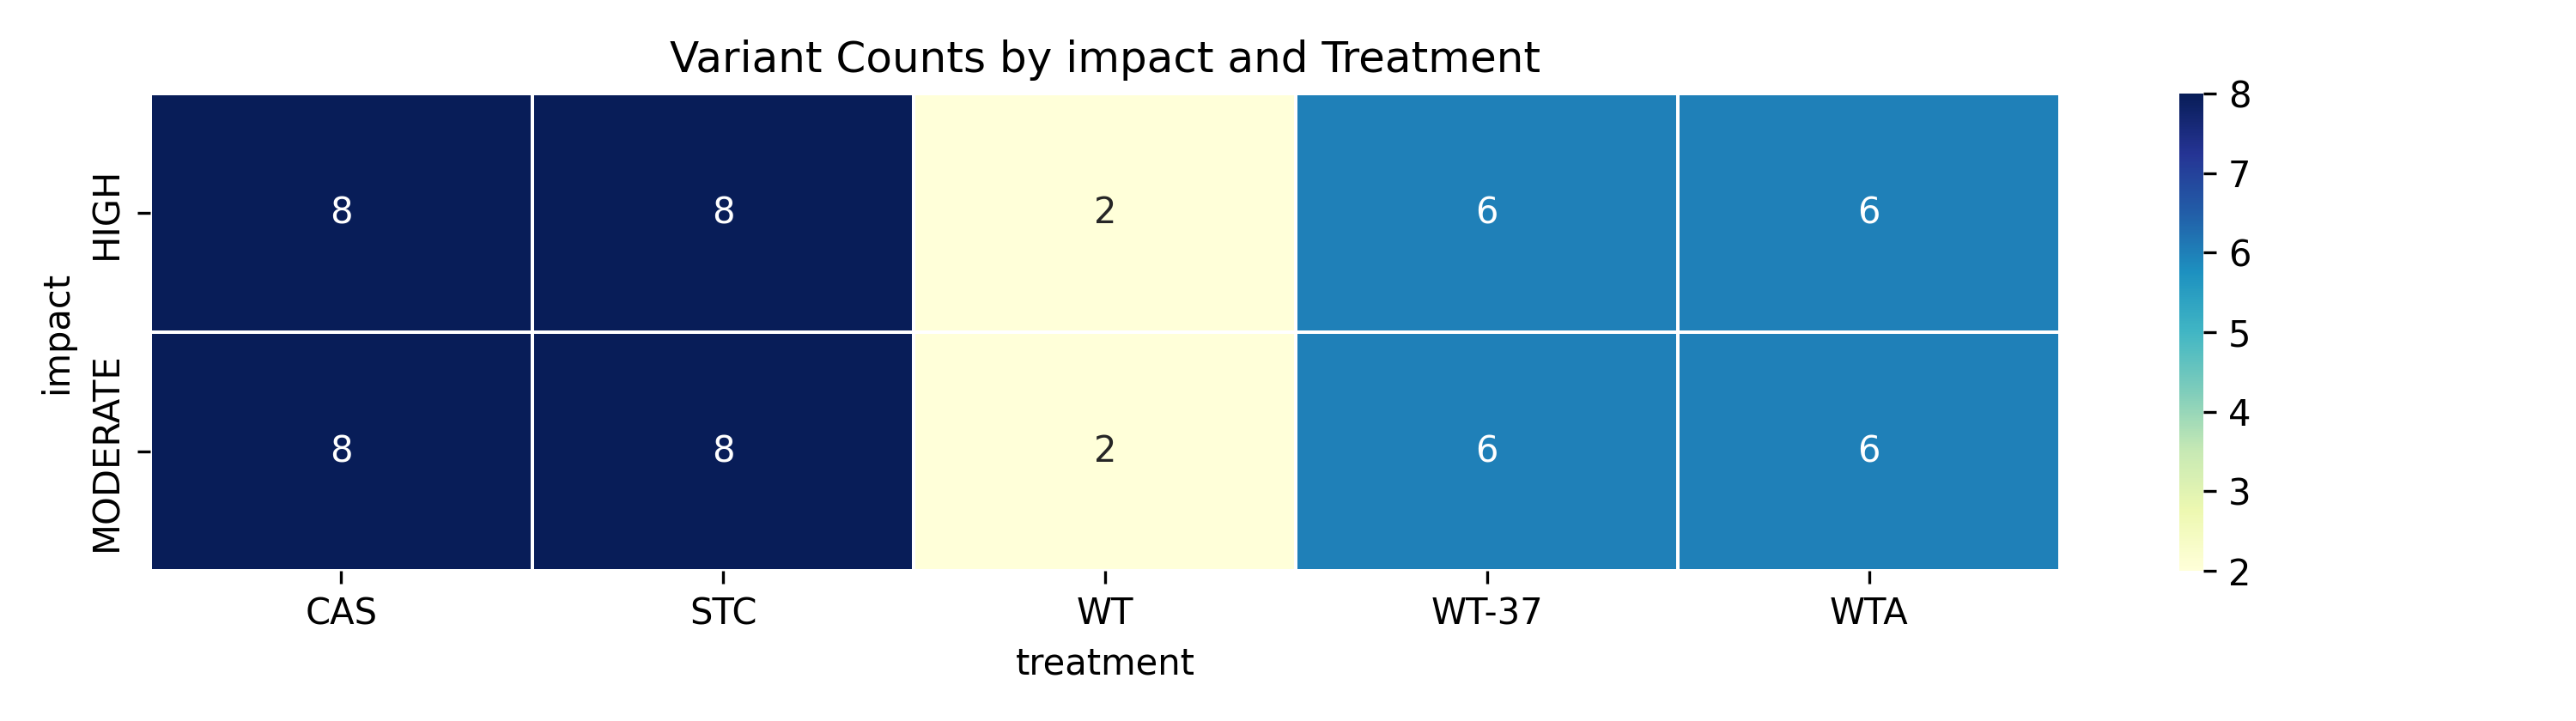 Variant Counts by impact and Treatment
impact
HIGH
8 8 2 6 6
MODERATE
8 8 2 6 6
CAS STC WT WT-37 WTA
treatment
8
7
6
5
4
3
2